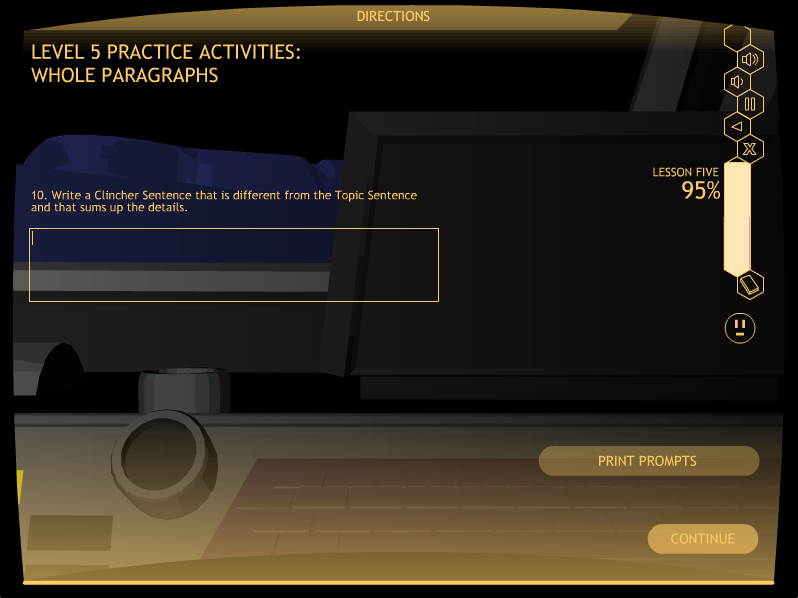 DIRECTIONS
LEVEL 5 PRACTICE ACTIVITIES:
WHOLE PARAGRAPHS
LESSON FIVE
95%
10. Write a Clincher Sentence that is different from the Topic Sentence
and that sums up the details.
PRINT PROMPTS
CONTINUE